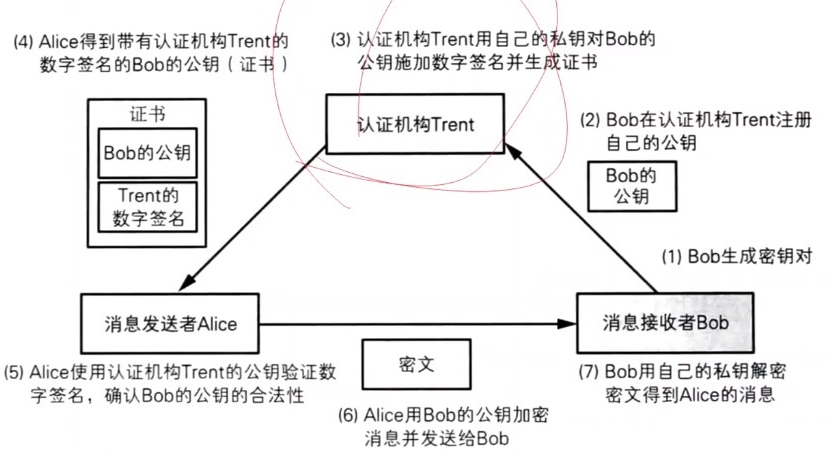 (4) Alice得到带有认证机构Trent的
数字签名的Bob的公钥（证书）
(3) 认证机构Trent用自己的私钥对Bob的
公钥施加数字签名并生成证书
证书
Bob的公钥
Trent的
数字签名
认证机构Trent
(2) Bob在认证机构Trent注册
自己的公钥
Bob的
公钥
(1) Bob生成密钥对
消息发送者Alice
消息接收者Bob
(5) Alice使用认证机构Trent的公钥验证数
字签名，确认Bob的公钥的合法性
密文
(6) Alice用Bob的公钥加密
消息并发送给Bob
(7) Bob用自己的私钥解密
密文得到Alice的消息